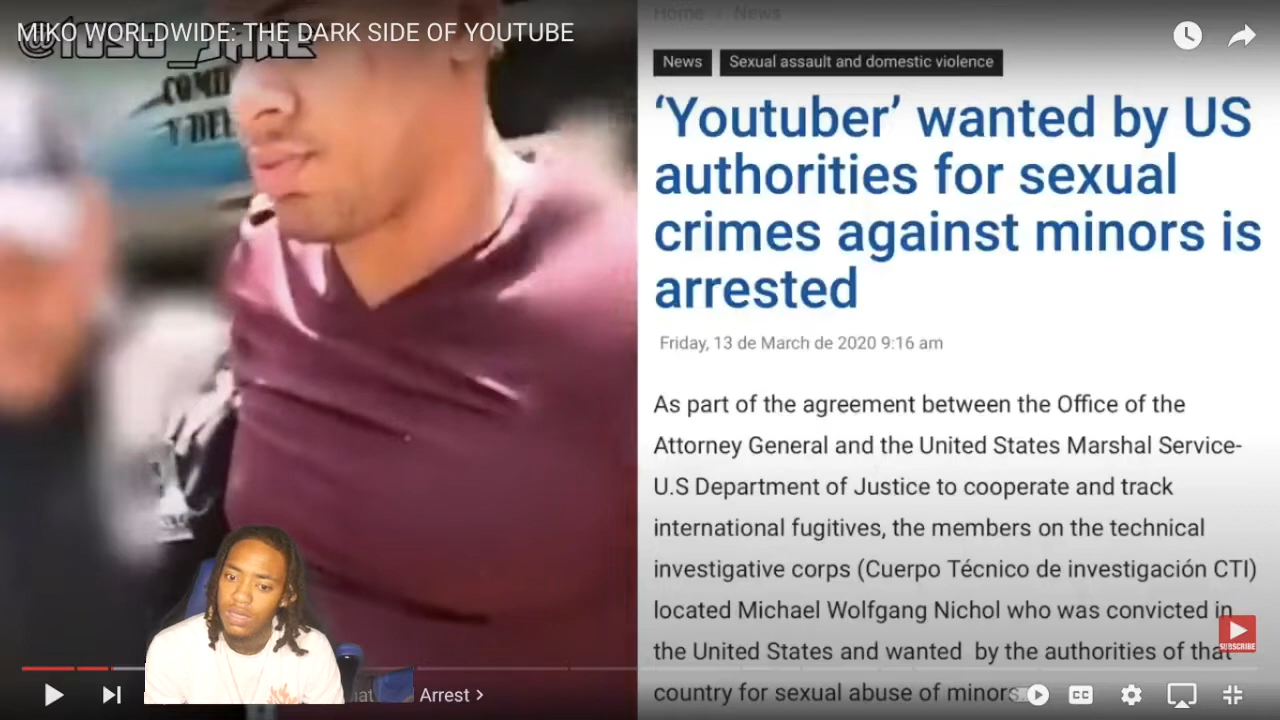 MIKO WORLDWIDE: THE DARK SIDE OF YOUTUBE
Home › News
News
Sexual assault and domestic violence
‘Youtuber’ wanted by US
authorities for sexual
crimes against minors is
arrested
Friday, 13 de March de 2020 9:16 am
As part of the agreement between the Office of the
Attorney General and the United States Marshal Service-
U.S Department of Justice to cooperate and track
international fugitives, the members on the technical
investigative corps (Cuerpo Técnico de investigación CTI)
located Michael Wolfgang Nichol who was convicted in
the United States and wanted by the authorities of that
country for sexual abuse of minors
SUBSCRIBE
Arrest ›
CC